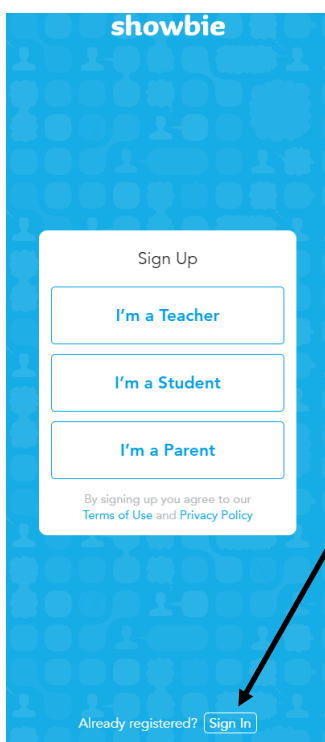 showbie
Sign Up
I'm a Teacher
I'm a Student
I'm a Parent
By signing up you agree to our
Terms of Use and Privacy Policy
Already registered? Sign In